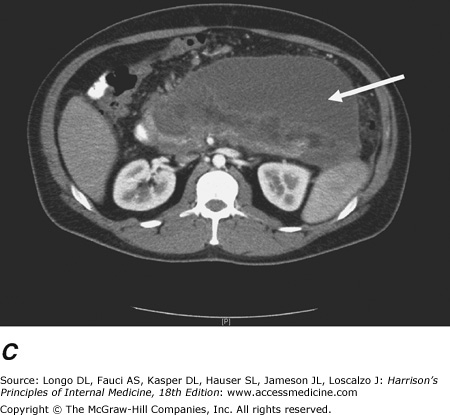 [P]
C
Source: Longo DL, Fauci AS, Kasper DL, Hauser SL, Jameson JL, Loscalzo J: Harrison's
Principles of Internal Medicine, 18th Edition: www.accessmedicine.com
Copyright © The McGraw-Hill Companies, Inc. All rights reserved.